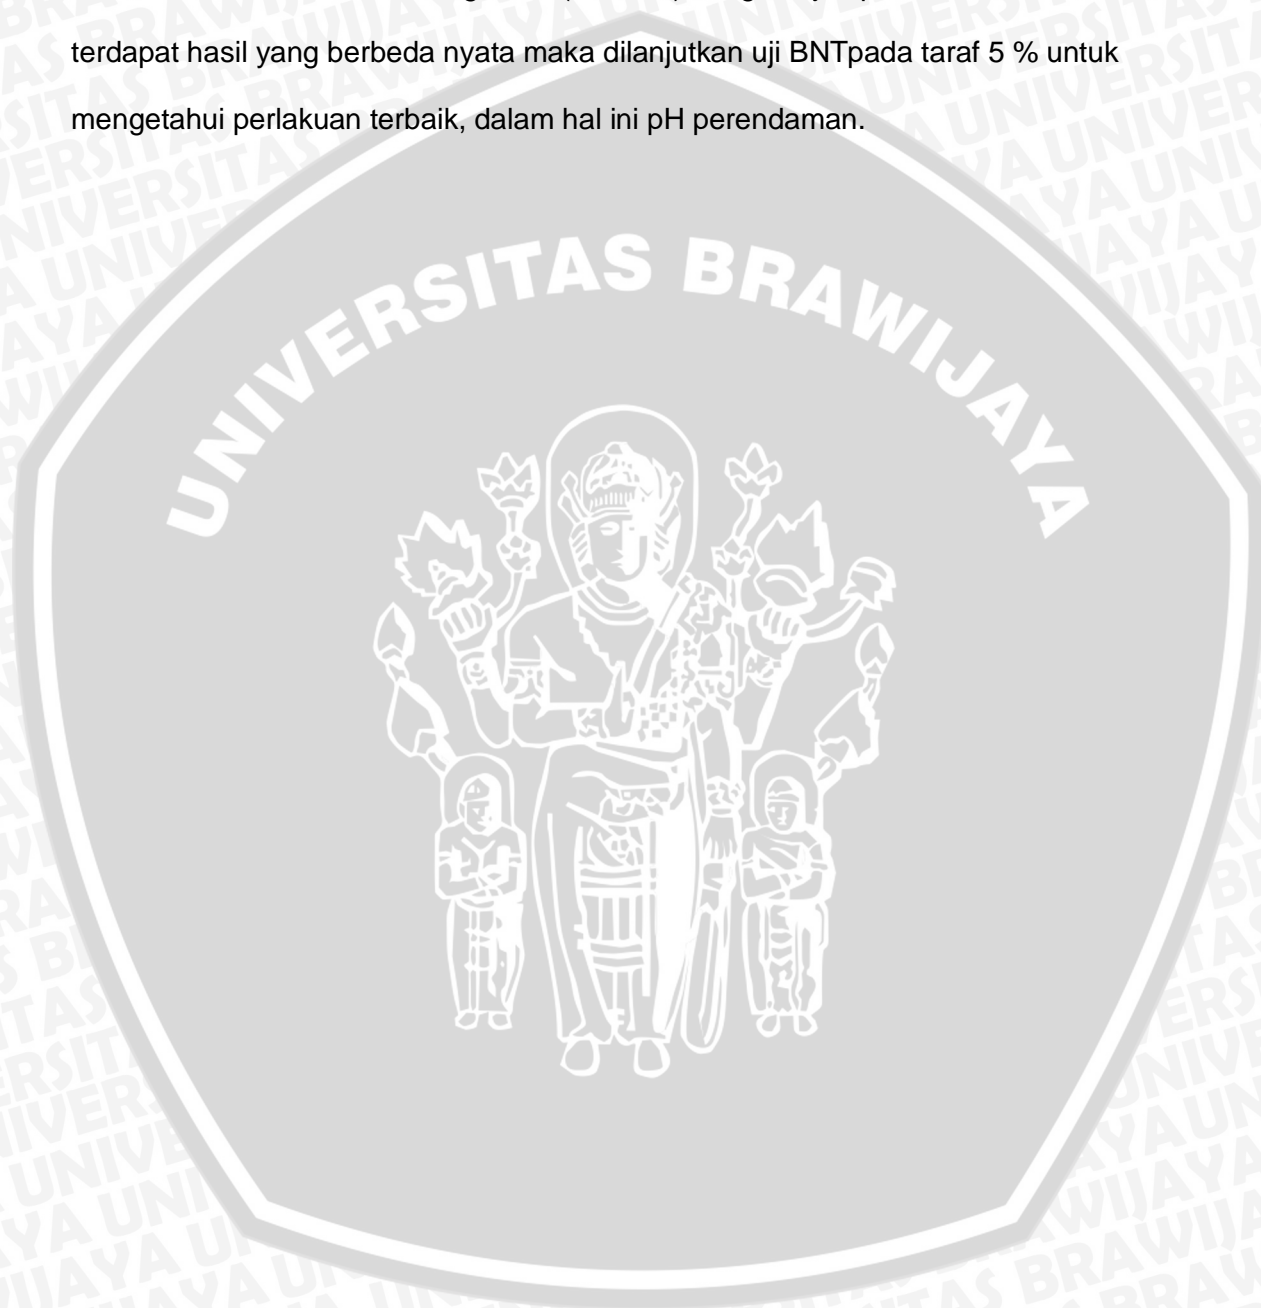 terdapat hasil yang berbeda nyata maka dilanjutkan uji BNTpada taraf 5 % untuk
mengetahui perlakuan terbaik, dalam hal ini pH perendaman.
UNIVERSITAS BRAWIJAYA